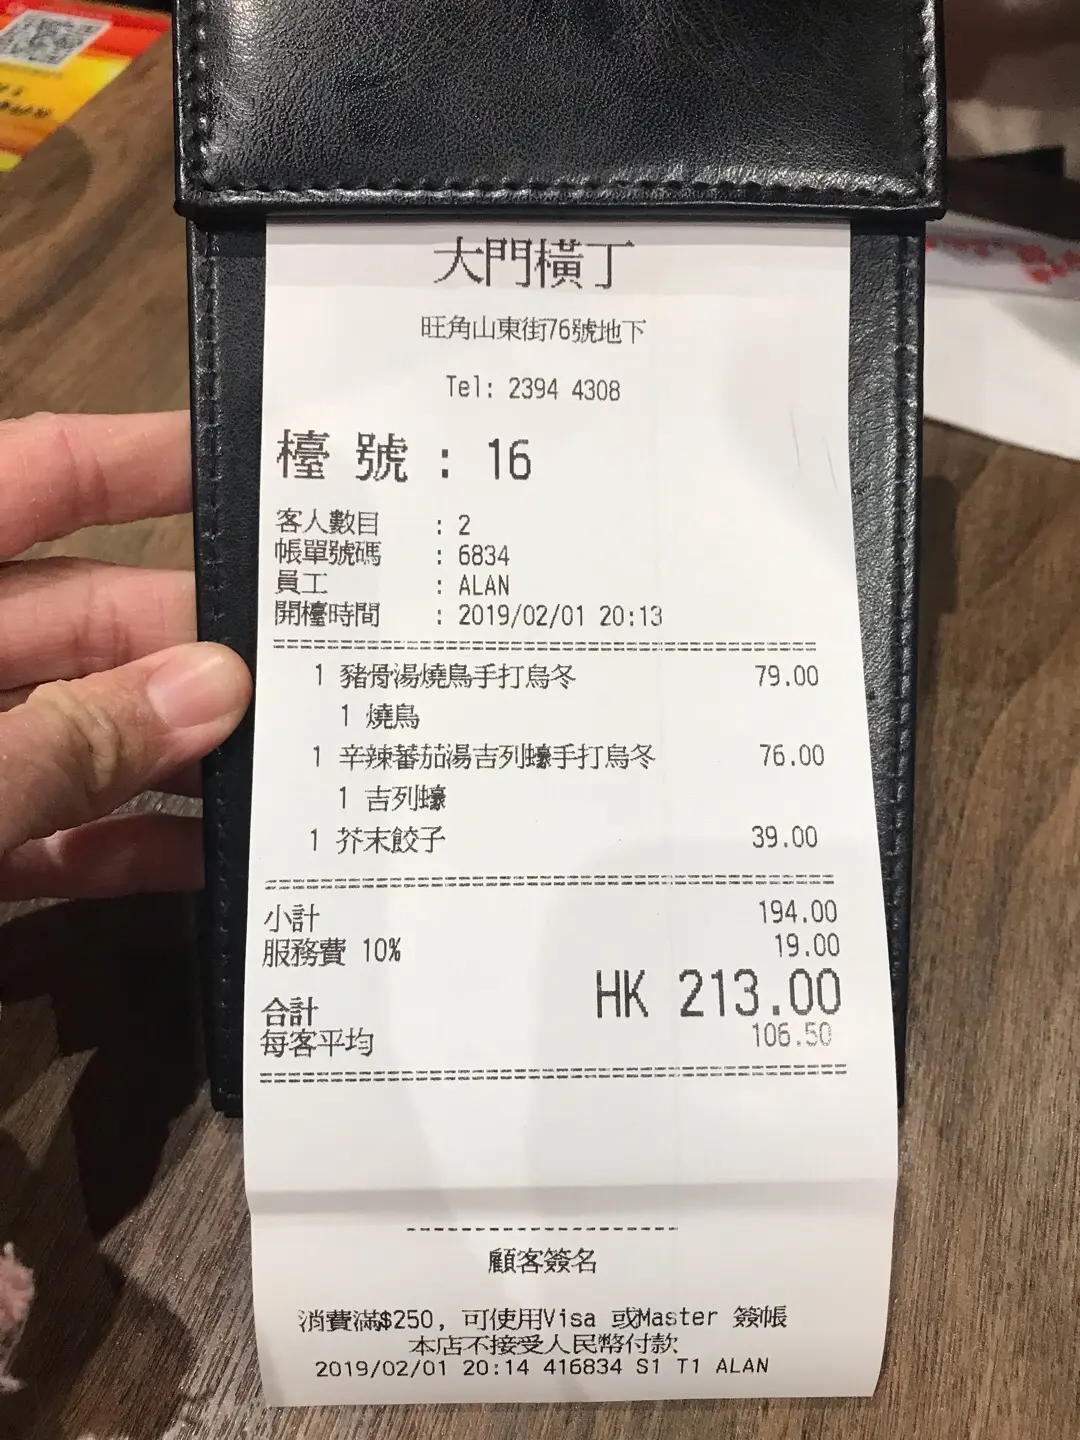 大門橫丁
旺角山東街76號地下
Tel: 2394 4308
檯 號 : 16
客人數目 : 2
帳單號碼 : 6834
員工 : ALAN
開檯時間 : 2019/02/01 20:13
1 豬骨湯燒鳥手打烏冬 79.00
1 燒鳥
1 辛辣蕃茄湯吉列蠔手打烏冬 76.00
1 吉列蠔
1 芥末餃子 39.00
小計 194.00
服務費 10% 19.00
合計 HK 213.00
每客平均 106.50
顧客簽名
消費滿$250, 可使用Visa 或Master 簽帳
本店不接受人民幣付款
2019/02/01 20:14 416834 S1 T1 ALAN